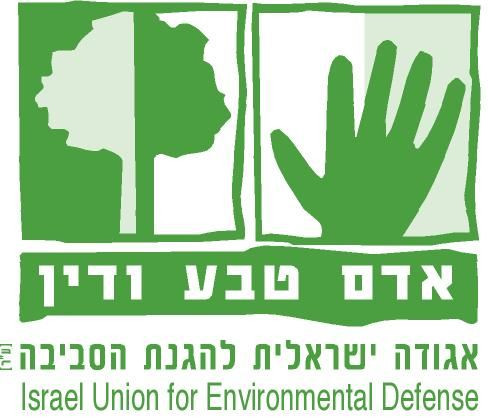 אדם טבע ודין
אגודה ישראלית להגנת הסביבה [ע"ר]
Israel Union for Environmental Defense